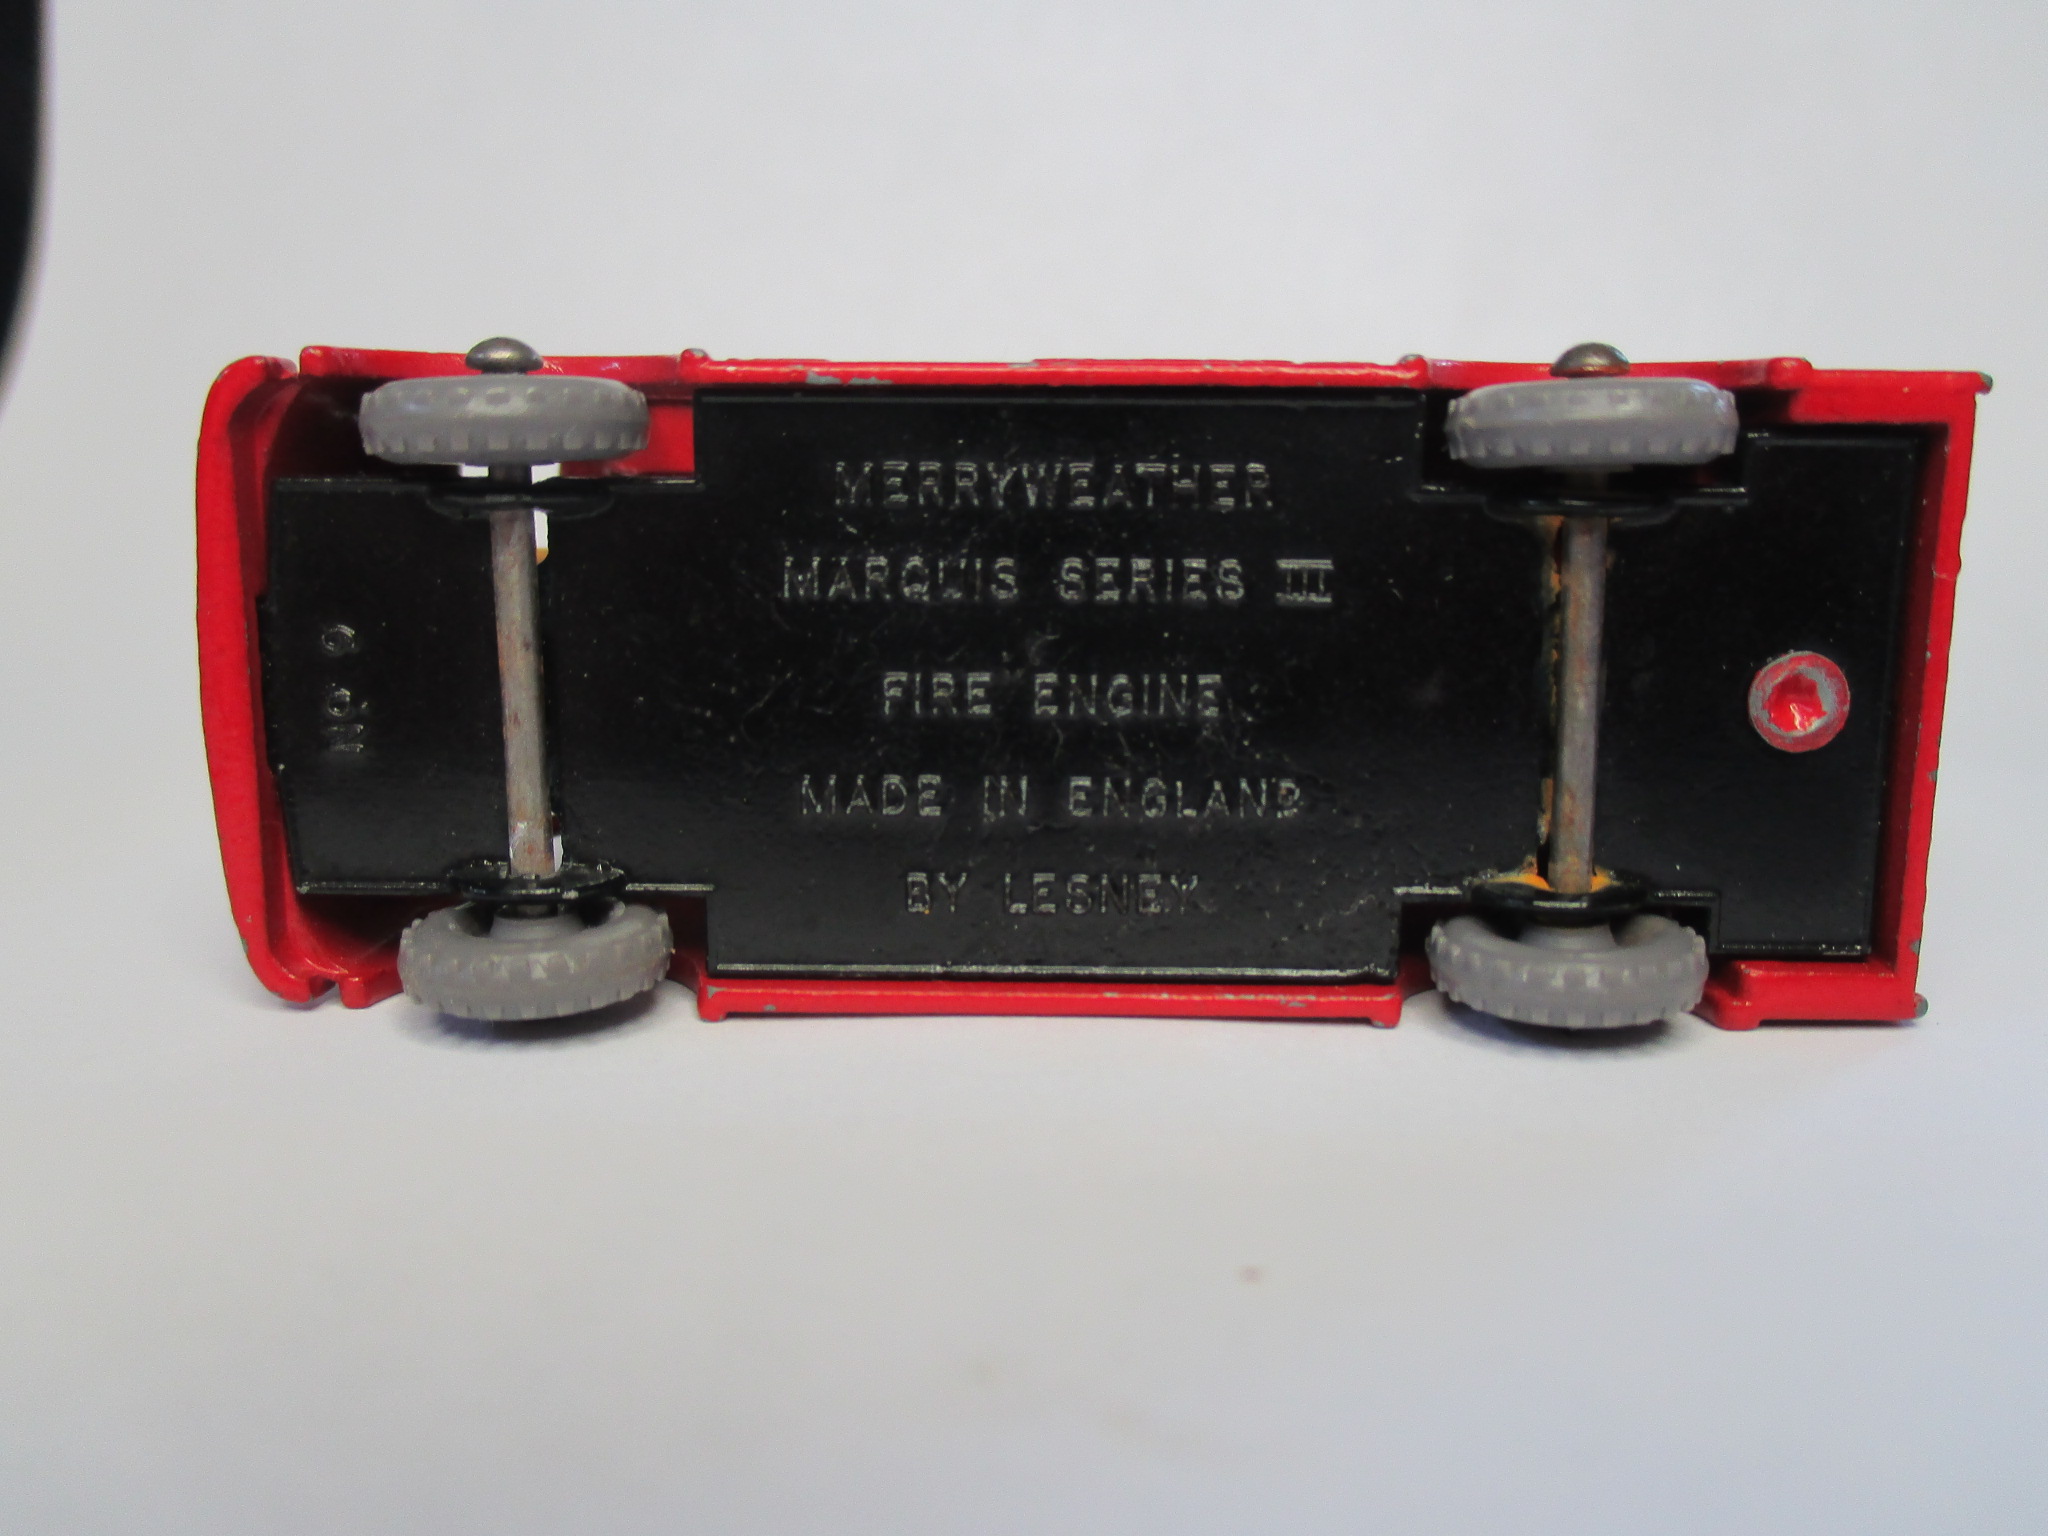 MERRYWEATHER
MARQUIS SERIES III
FIRE ENGINE
MADE IN ENGLAND
BY LESNEY
Nº 9